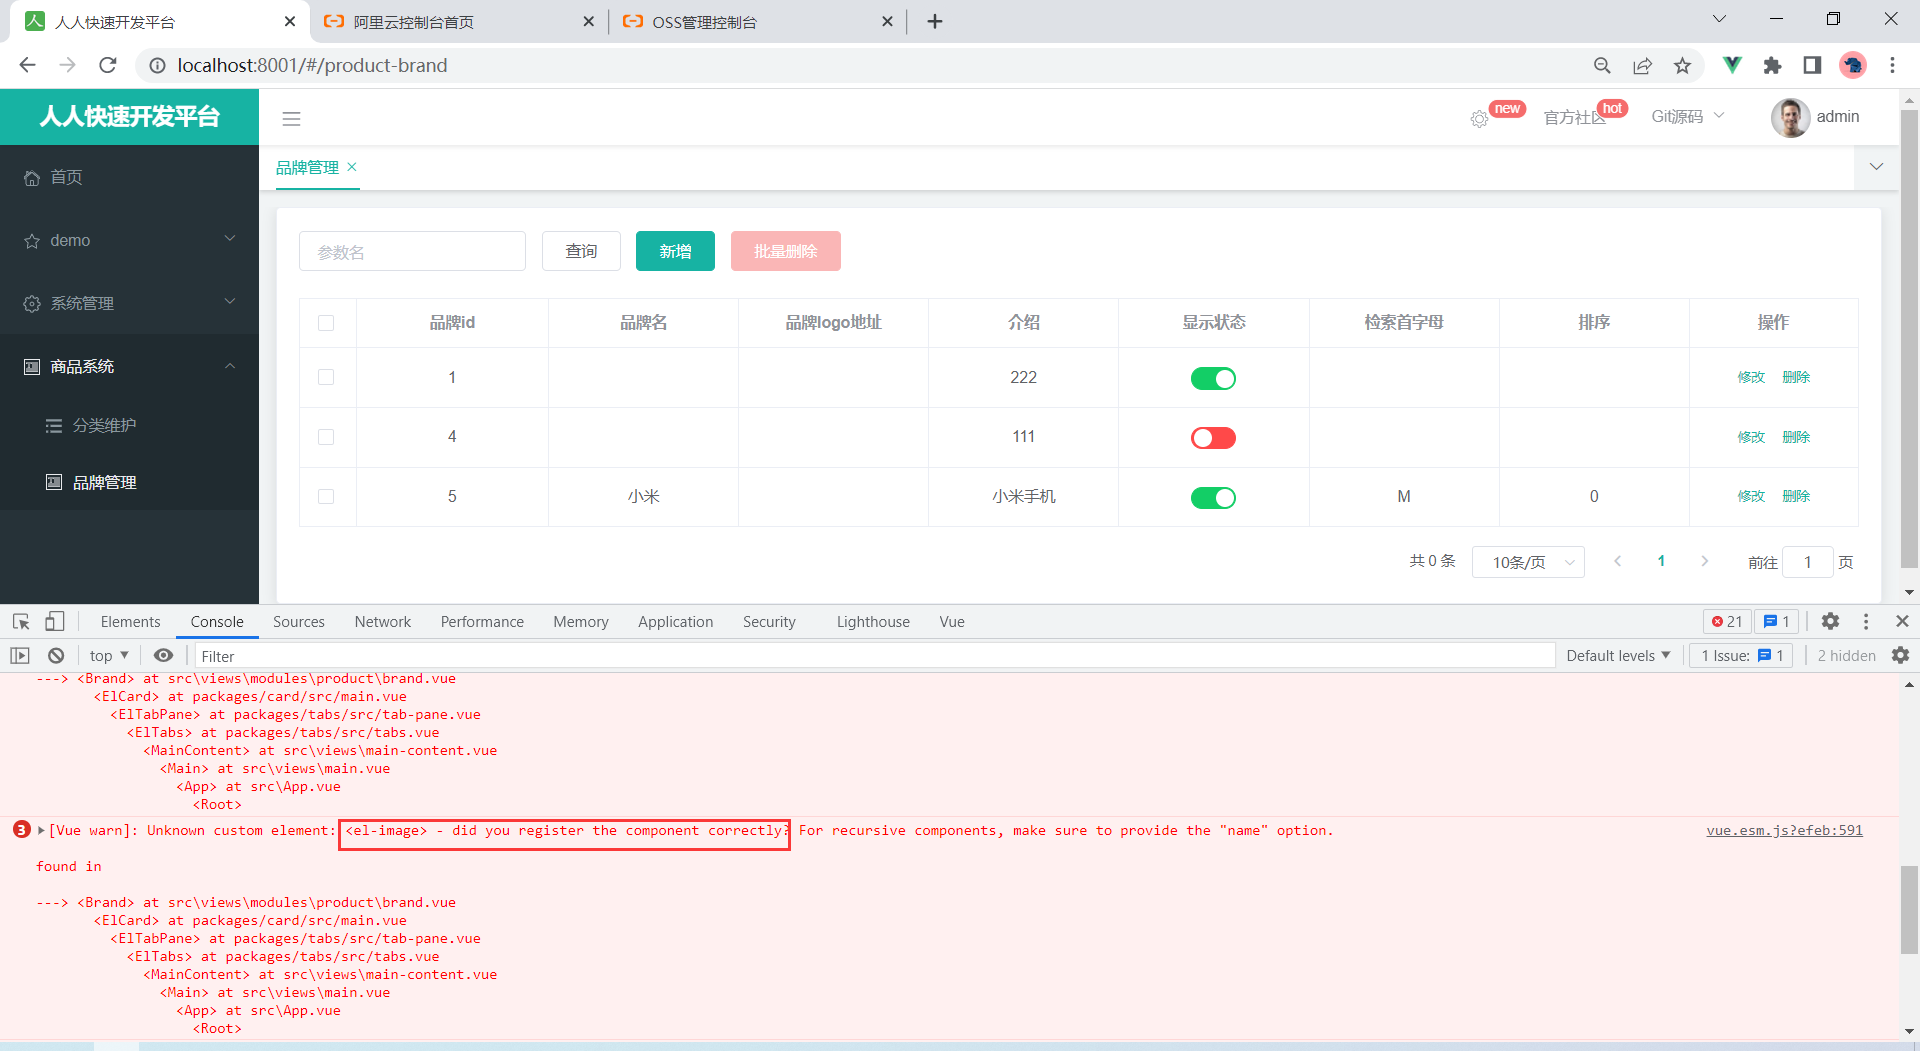 人人快速开发平台
阿里云控制台首页
OSS管理控制台
localhost:8001/#/product-brand
人人快速开发平台
new
官方社区
hot
Git源码
admin
首页
demo
系统管理
商品系统
分类维护
品牌管理
品牌管理
参数名
查询
新增
批量删除
品牌id 品牌名 品牌logo地址 介绍 显示状态 检索首字母 排序 操作
1 222 修改 删除
4 111 修改 删除
5 小米 小米手机 M 0 修改 删除
共 0 条 10条/页 1 前往 1 页
Elements Console Sources Network Performance Memory Application Security Lighthouse Vue 21 1
top Filter Default levels 1 Issue: 1 2 hidden
---> <Brand> at src\views\modules\product\brand.vue
<ElCard> at packages/card/src/main.vue
<ElTabPane> at packages/tabs/src/tab-pane.vue
<ElTabs> at packages/tabs/src/tabs.vue
<MainContent> at src\views\main-content.vue
<Main> at src\views\main.vue
<App> at src\App.vue
<Root>
3 [Vue warn]: Unknown custom element: <el-image> - did you register the component correctly? For recursive components, make sure to provide the "name" option. vue.esm.js?efeb:591
found in
---> <Brand> at src\views\modules\product\brand.vue
<ElCard> at packages/card/src/main.vue
<ElTabPane> at packages/tabs/src/tab-pane.vue
<ElTabs> at packages/tabs/src/tabs.vue
<MainContent> at src\views\main-content.vue
<Main> at src\views\main.vue
<App> at src\App.vue
<Root>